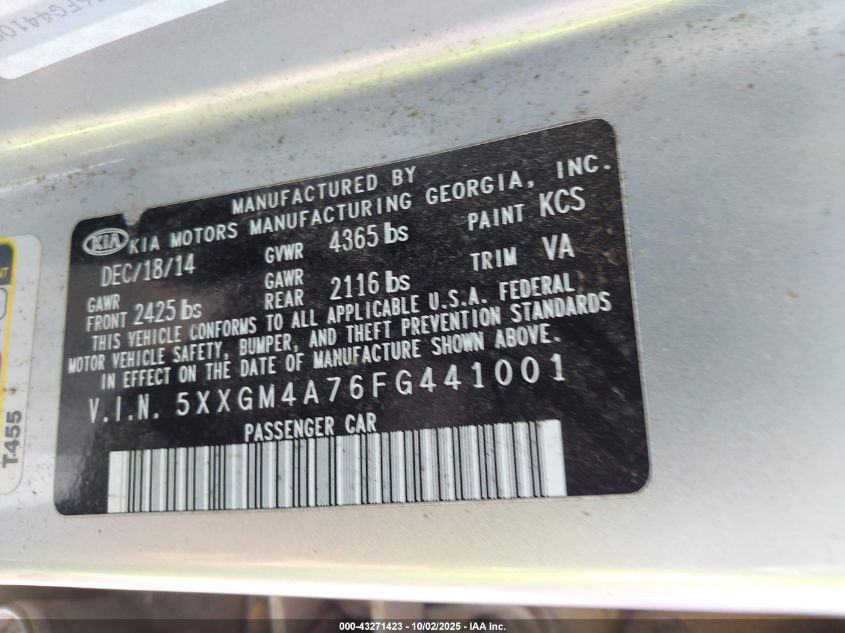 MANUFACTURED BY
KIA KIA MOTORS MANUFACTURING GEORGIA, INC.
DEC/18/14 GVWR 4365 lbs PAINT KCS
GAWR FRONT 2425 lbs GAWR REAR 2116 lbs TRIM VA
THIS VEHICLE CONFORMS TO ALL APPLICABLE U.S.A. FEDERAL
MOTOR VEHICLE SAFETY, BUMPER, AND THEFT PREVENTION STANDARDS
IN EFFECT ON THE DATE OF MANUFACTURE SHOWN ABOVE.
V.I.N. 5XXGM4A76FG441001
PASSENGER CAR
T-455
000-43271423 - 10/02/2025 - IAA Inc.